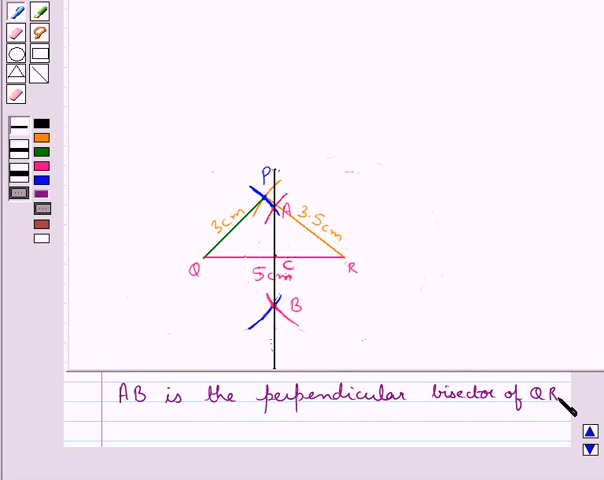 P
A
3cm
3.5cm
Q
C
R
5cm
B
AB is the perpendicular bisector of QR